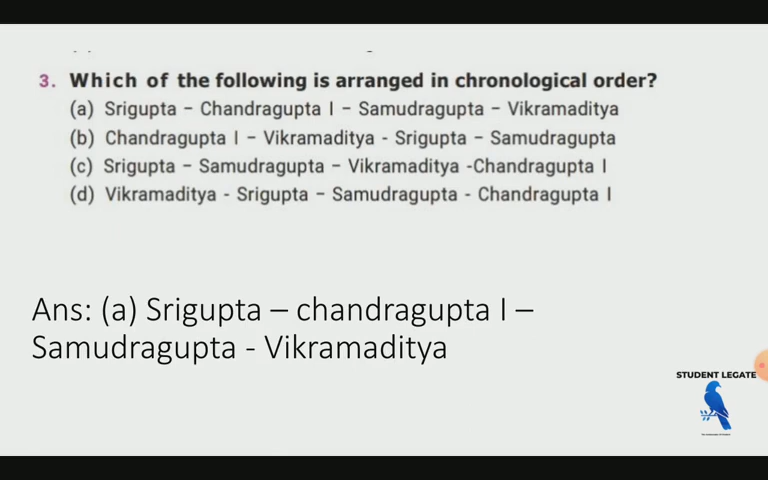 3. Which of the following is arranged in chronological order?
(a) Srigupta – Chandragupta I – Samudragupta – Vikramaditya
(b) Chandragupta I – Vikramaditya - Srigupta – Samudragupta
(c) Srigupta – Samudragupta – Vikramaditya -Chandragupta I
(d) Vikramaditya - Srigupta – Samudragupta - Chandragupta I
Ans: (a) Srigupta – chandragupta I –
Samudragupta - Vikramaditya
STUDENT LEGATE